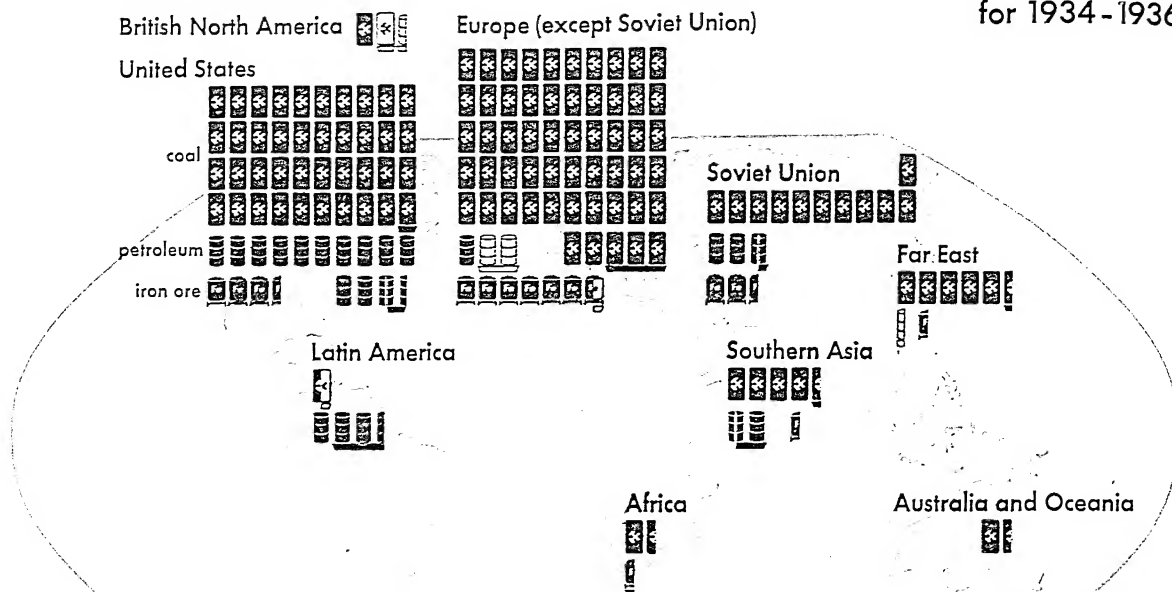 for 1934-1936
British North America
Europe (except Soviet Union)
United States
coal
Soviet Union
petroleum
Far East
iron ore
Latin America
Southern Asia
Africa
Australia and Oceania